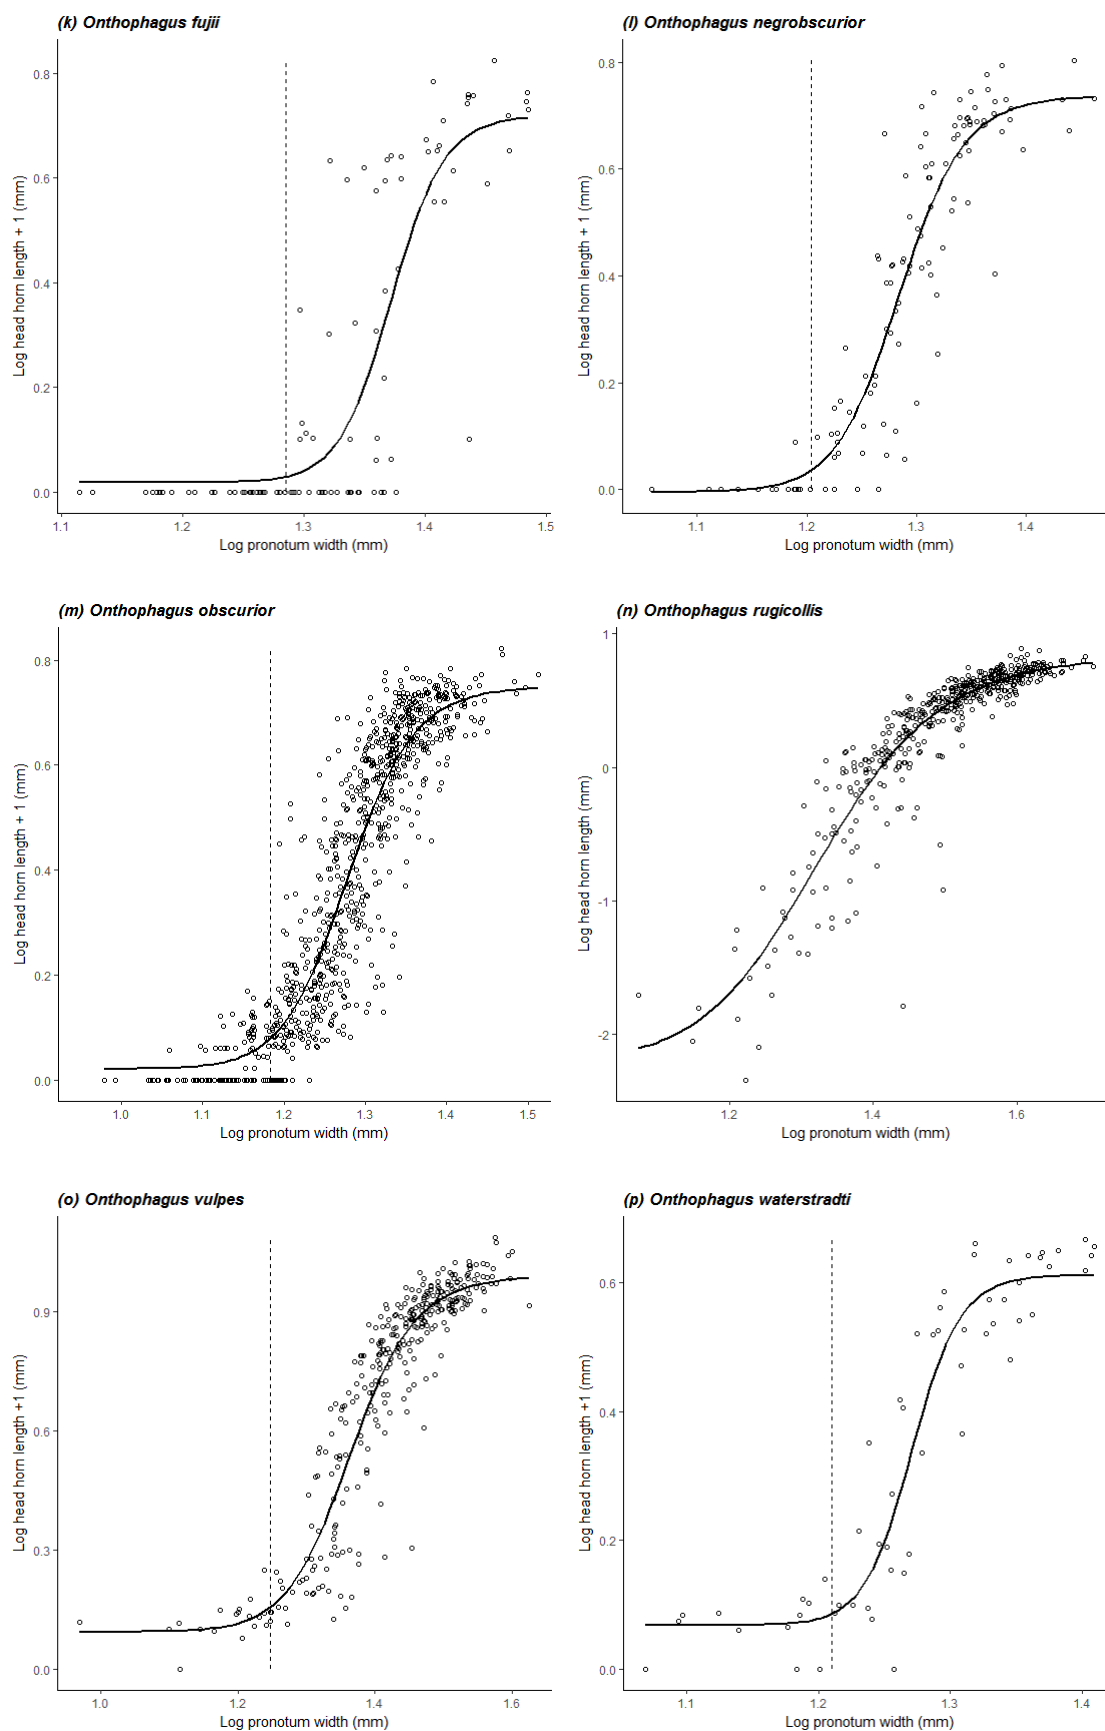 (k) Onthophagus fujii
Log head horn length + 1 (mm)
0.8
0.6
0.4
0.2
0.0
1.1 1.2 1.3 1.4 1.5
Log pronotum width (mm)
(l) Onthophagus negrobscurior
Log head horn length + 1 (mm)
0.8
0.6
0.4
0.2
0.0
1.1 1.2 1.3 1.4
Log pronotum width (mm)
(m) Onthophagus obscurior
Log head horn length + 1 (mm)
0.8
0.6
0.4
0.2
0.0
1.0 1.1 1.2 1.3 1.4 1.5
Log pronotum width (mm)
(n) Onthophagus rugicollis
Log head horn length (mm)
1
0
-1
-2
1.2 1.4 1.6
Log pronotum width (mm)
(o) Onthophagus vulpes
Log head horn length +1 (mm)
0.9
0.6
0.3
0.0
1.0 1.2 1.4 1.6
Log pronotum width (mm)
(p) Onthophagus waterstradti
Log head horn length +1 (mm)
0.6
0.4
0.2
0.0
1.1 1.2 1.3 1.4
Log pronotum width (mm)